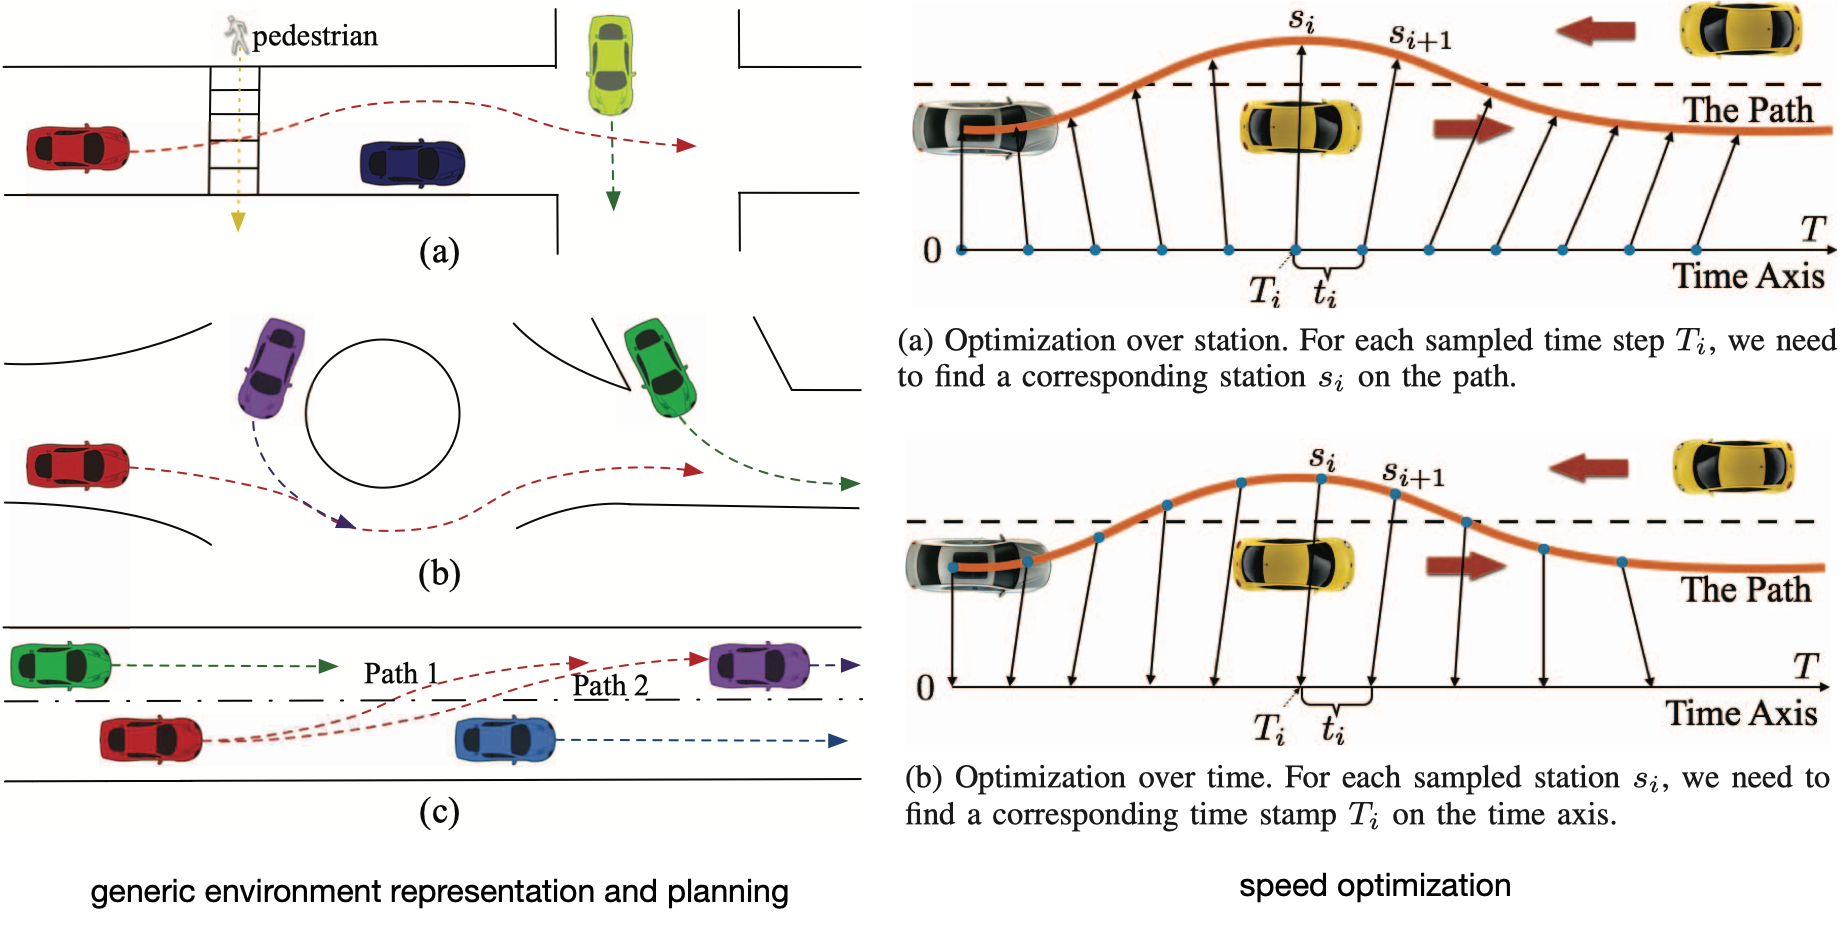 pedestrian
(a)
(b)
Path 1
Path 2
(c)
generic environment representation and planning
s_i
s_{i+1}
The Path
0
T
Time Axis
T_i
t_i
(a) Optimization over station. For each sampled time step T_i, we need
to find a corresponding station s_i on the path.
s_i
s_{i+1}
The Path
0
T
Time Axis
T_i
t_i
(b) Optimization over time. For each sampled station s_i, we need to
find a corresponding time stamp T_i on the time axis.
speed optimization